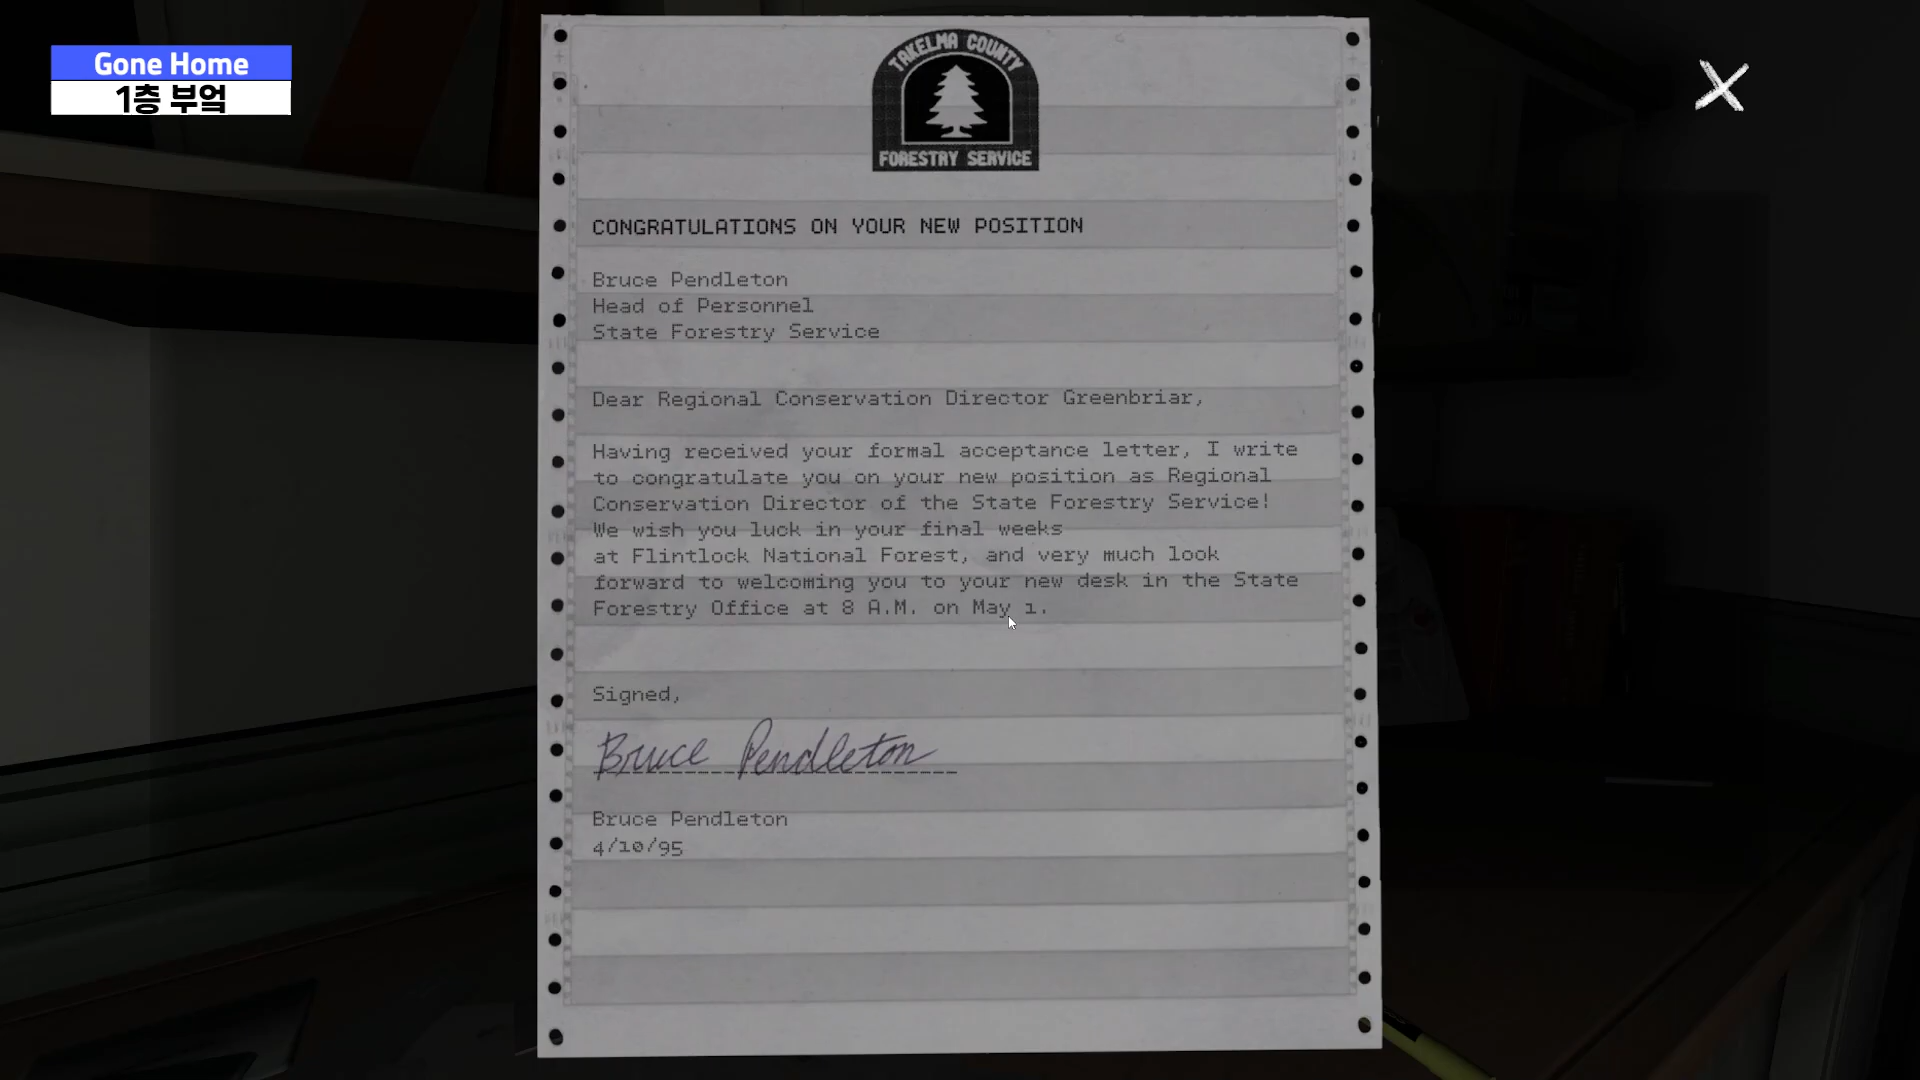 Gone Home
1층 부엌
TAKELMA COUNTY
FORESTRY SERVICE
CONGRATULATIONS ON YOUR NEW POSITION
Bruce Pendleton
Head of Personnel
State Forestry Service
Dear Regional Conservation Director Greenbriar,
Having received your formal acceptance letter, I write
to congratulate you on your new position as Regional
Conservation Director of the State Forestry Service!
We wish you luck in your final weeks
at Flintlock National Forest, and very much look
forward to welcoming you to your new desk in the State
Forestry Office at 8 A.M. on May 1.
Signed,
Bruce Pendleton
Bruce Pendleton
4/10/95